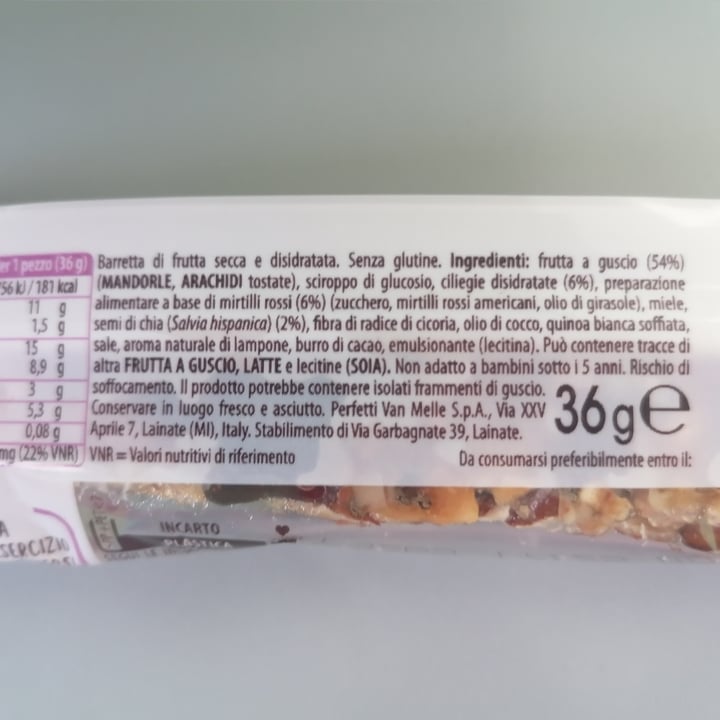 er 1 pezzo (36 g)
56 kJ / 181 kcal
11 g
1,5 g
15 g
8,9 g
3 g
5,3 g
0,08 g
mg (22% VNR)
Barretta di frutta secca e disidratata. Senza glutine. Ingredienti: frutta a guscio (54%)
(MANDORLE, ARACHIDI tostate), sciroppo di glucosio, ciliegie disidratate (6%), preparazione
alimentare a base di mirtilli rossi (6%) (zucchero, mirtilli rossi americani, olio di girasole), miele,
semi di chia (Salvia hispanica) (2%), fibra di radice di cicoria, olio di cocco, quinoa bianca soffiata,
sale, aroma naturale di lampone, burro di cacao, emulsionante (lecitina). Può contenere tracce di
altra FRUTTA A GUSCIO, LATTE e lecitine (SOIA). Non adatto a bambini sotto i 5 anni. Rischio di
soffocamento. Il prodotto potrebbe contenere isolati frammenti di guscio.
Conservare in luogo fresco e asciutto. Perfetti Van Melle S.p.A., Via XXV
Aprile 7, Lainate (MI), Italy. Stabilimento di Via Garbagnate 39, Lainate.
36g e
VNR = Valori nutritivi di riferimento
Da consumarsi preferibilmente entro il:
INCARTO
PLASTICA